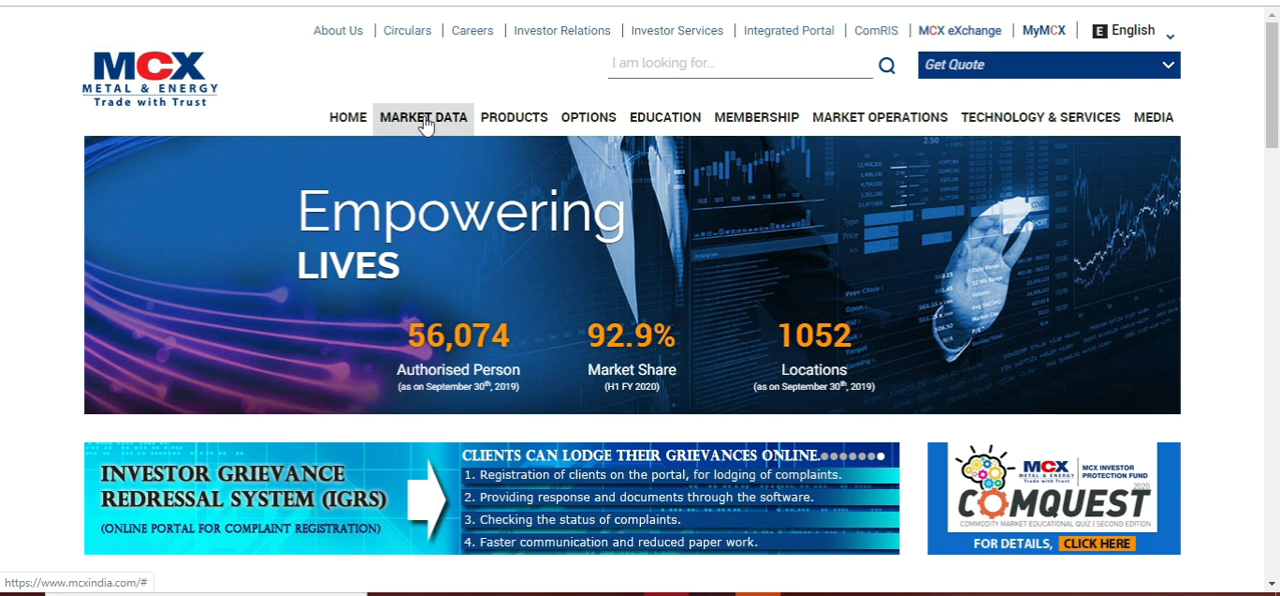 About Us | Circulars | Careers | Investor Relations | Investor Services | Integrated Portal | ComRIS | MCX eXchange | MyMCX | E English
MCX
METAL & ENERGY
Trade with Trust
I am looking for...
Get Quote
HOME MARKET DATA PRODUCTS OPTIONS EDUCATION MEMBERSHIP MARKET OPERATIONS TECHNOLOGY & SERVICES MEDIA
Empowering
LIVES
56,074 92.9% 1052
Authorised Person Market Share Locations
(as on September 30th, 2019) (H1 FY 2020) (as on September 30th, 2019)
INVESTOR GRIEVANCE
REDRESSAL SYSTEM (IGRS)
(ONLINE PORTAL FOR COMPLAINT REGISTRATION)
CLIENTS CAN LODGE THEIR GRIEVANCES ONLINE.
1. Registration of clients on the portal, for lodging of complaints.
2. Providing response and documents through the software.
3. Checking the status of complaints.
4. Faster communication and reduced paper work.
MCX
METAL & ENERGY
Trade with Trust
MCX INVESTOR
PROTECTION FUND
2020
COMQUEST
COMMODITY MARKET EDUCATIONAL QUIZ | SECOND EDITION
FOR DETAILS, CLICK HERE
https://www.mcxindia.com/#